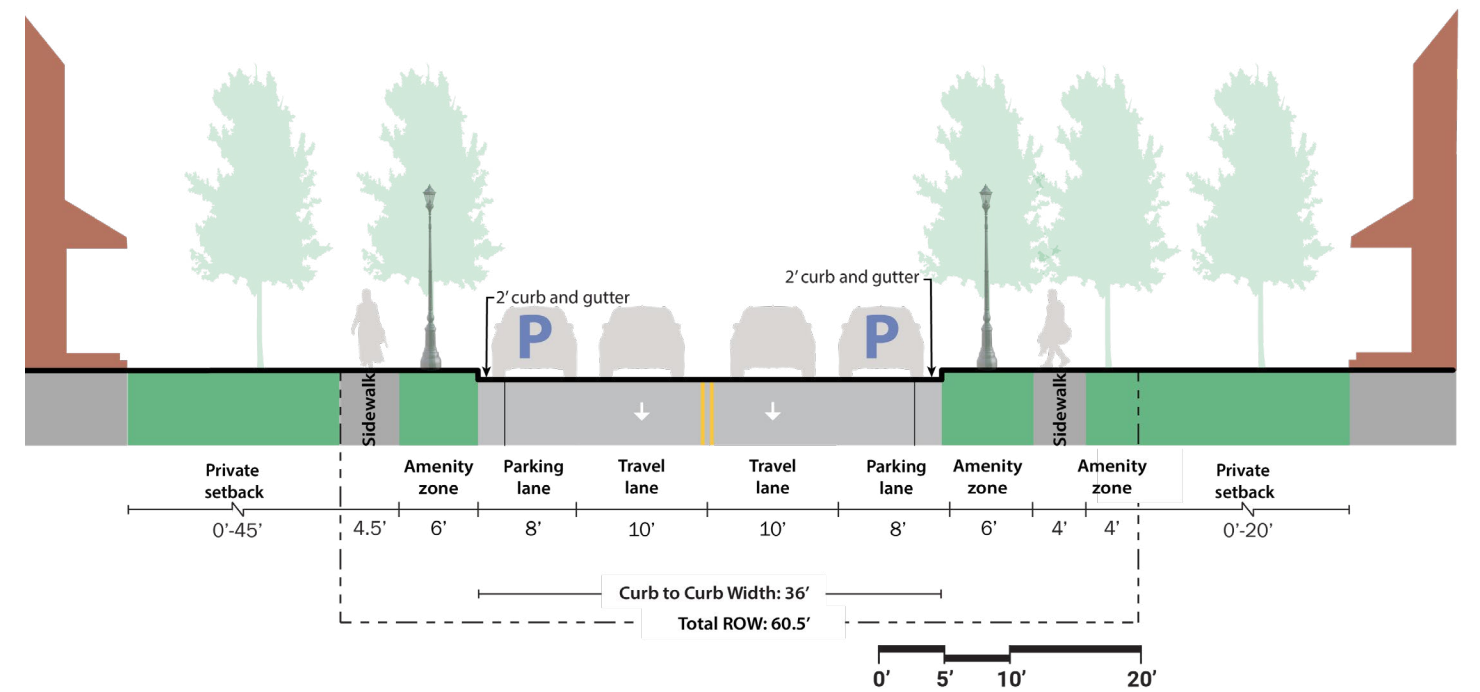 2’ curb and gutter
2’ curb and gutter
P
P
Sidewalk
Sidewalk
Private
setback
Amenity
zone
Parking
lane
Travel
lane
Travel
lane
Parking
lane
Amenity
zone
Amenity
zone
Private
setback
0’-45’
4.5’
6’
8’
10’
10’
8’
6’
4’
4’
0’-20’
Curb to Curb Width: 36’
Total ROW: 60.5’
0’
5’
10’
20’